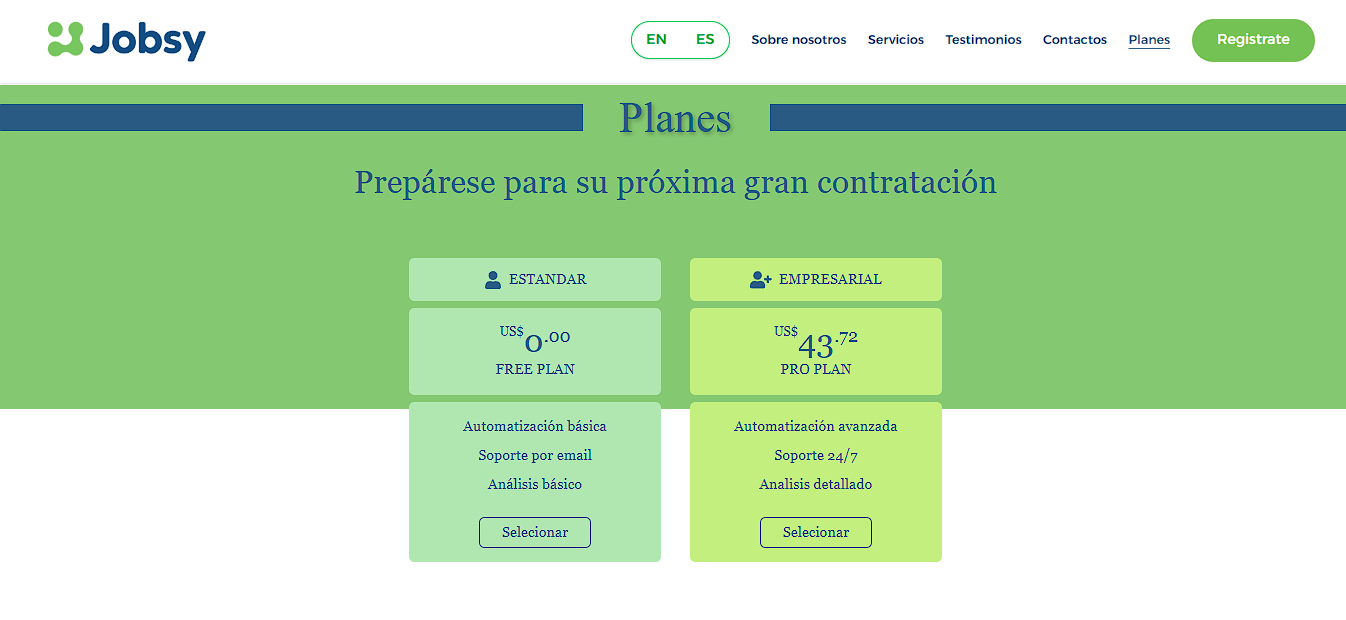 Jobsy
EN ES Sobre nosotros Servicios Testimonios Contactos Planes Registrate
Planes
Prepárese para su próxima gran contratación
ESTANDAR
US$0.00
FREE PLAN
Automatización básica
Soporte por email
Análisis básico
Selecionar
EMPRESARIAL
US$43.72
PRO PLAN
Automatización avanzada
Soporte 24/7
Analisis detallado
Selecionar